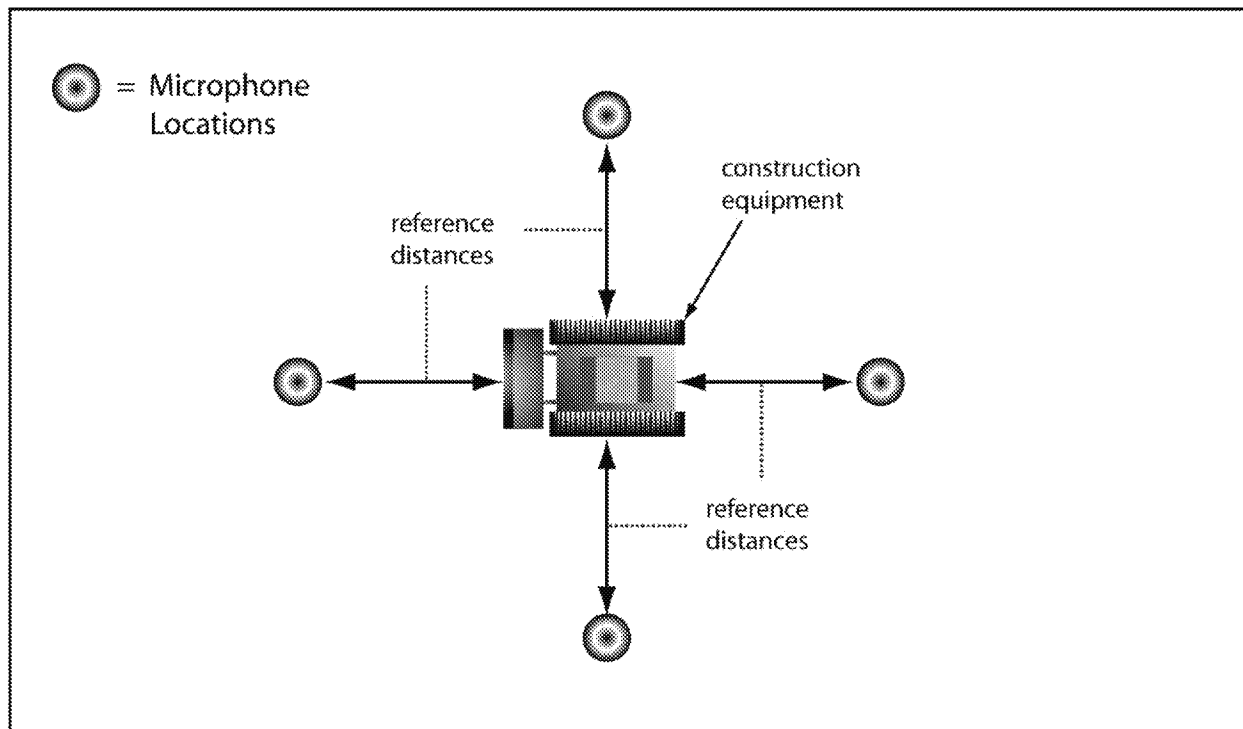 = Microphone
Locations
construction
equipment
reference
distances
reference
distances